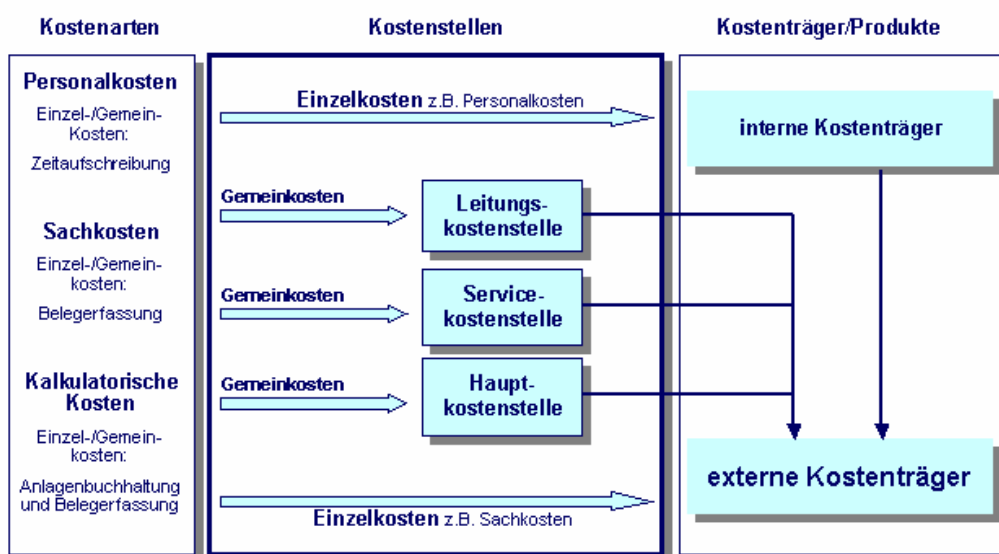 Kostenarten
Kostenstellen
Kostenträger/Produkte
Personalkosten
Einzel-/Gemein-
Kosten:
Zeitaufschreibung
Sachkosten
Einzel-/Gemein-
kosten:
Belegerfassung
Kalkulatorische
Kosten
Einzel-/Gemein-
kosten:
Anlagenbuchhaltung
und Belegerfassung
Einzelkosten z.B. Personalkosten
Gemeinkosten
Leitungs-
kostenstelle
Gemeinkosten
Service-
kostenstelle
Gemeinkosten
Haupt-
kostenstelle
Einzelkosten z.B. Sachkosten
interne Kostenträger
externe Kostenträger